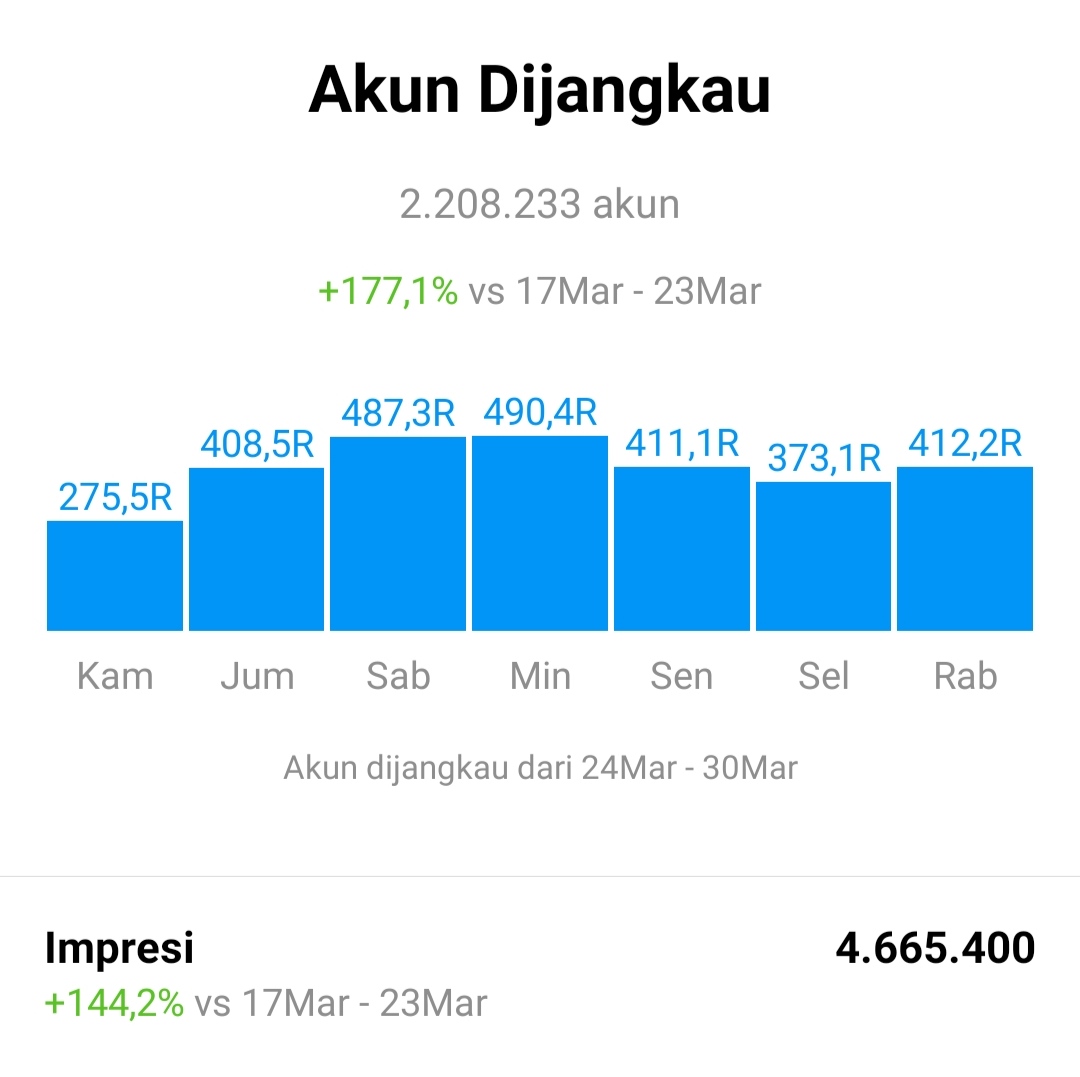 Akun Dijangkau
2.208.233 akun
+177,1% vs 17Mar - 23Mar
275,5R 408,5R 487,3R 490,4R 411,1R 373,1R 412,2R
Kam Jum Sab Min Sen Sel Rab
Akun dijangkau dari 24Mar - 30Mar
Impresi 4.665.400
+144,2% vs 17Mar - 23Mar